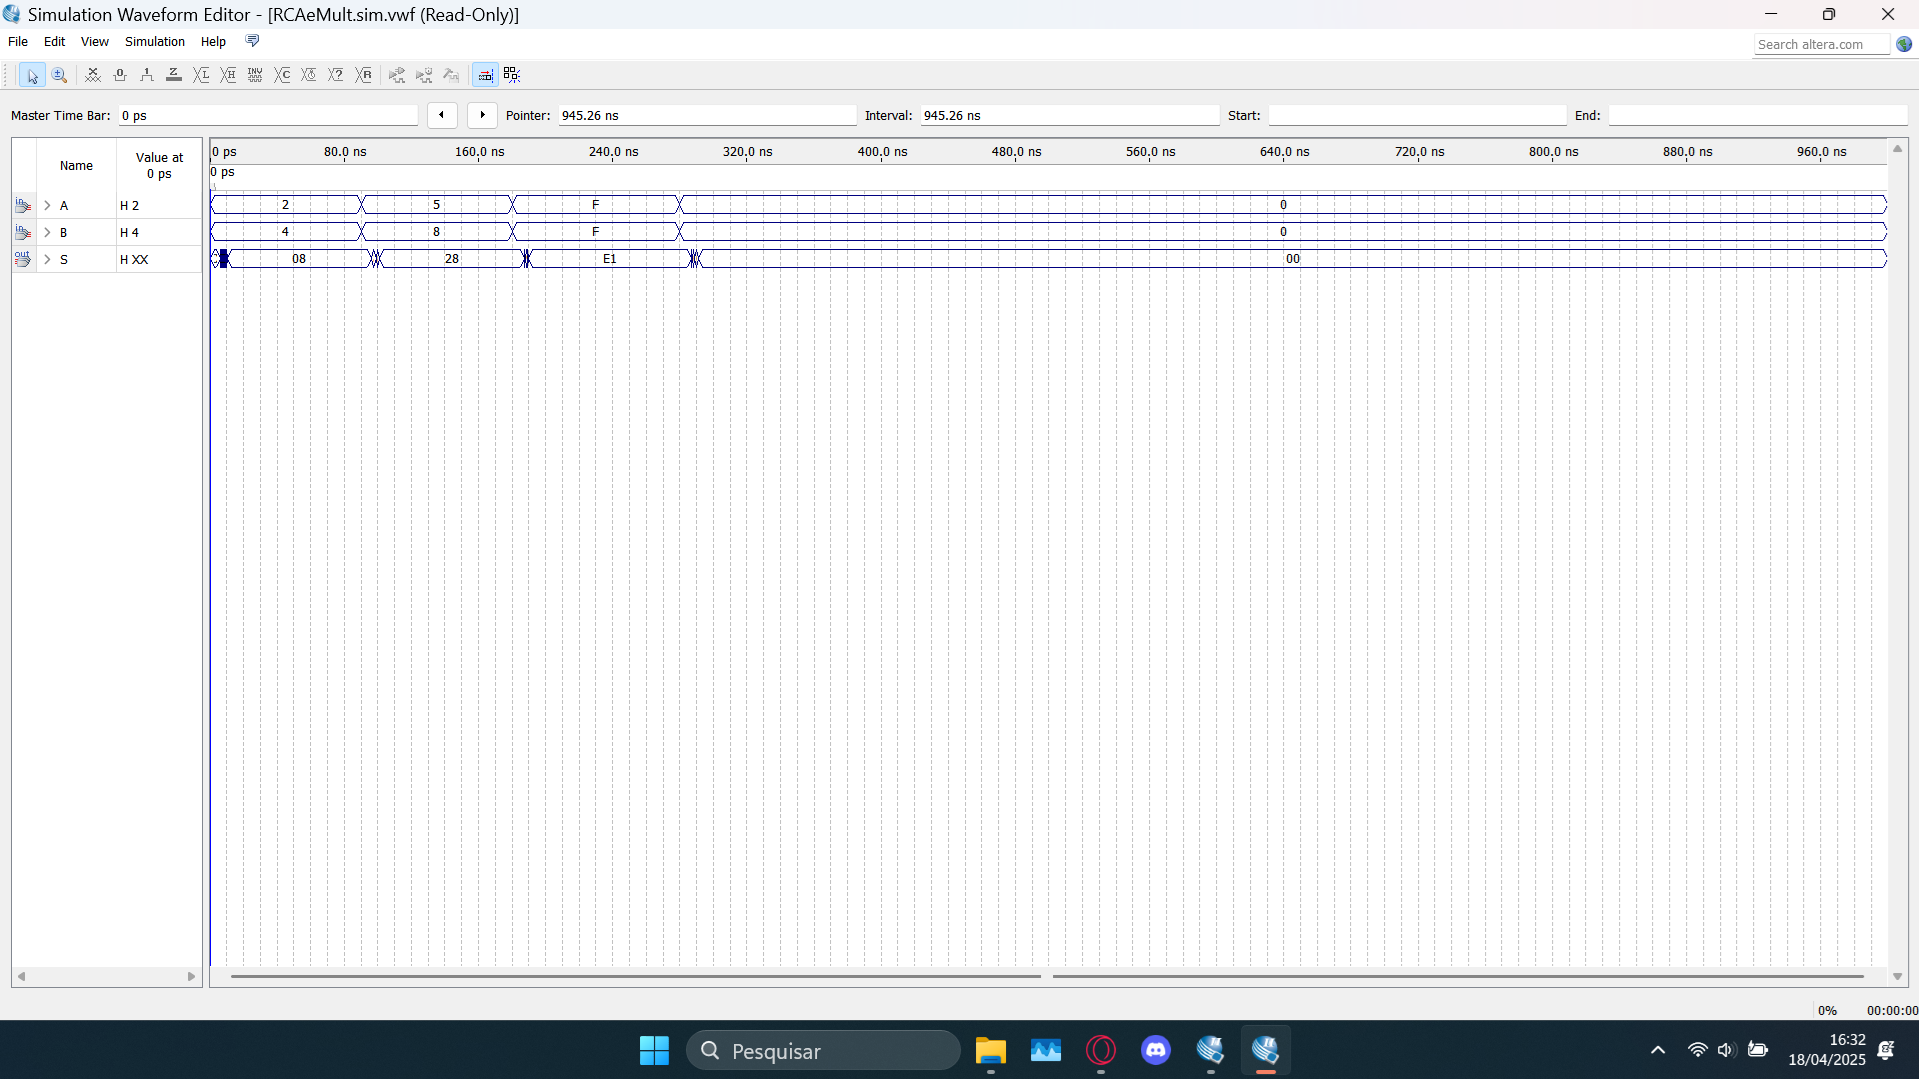 Simulation Waveform Editor - [RCAeMult.sim.vwf (Read-Only)]
File Edit View Simulation Help
Search altera.com
Master Time Bar: 0 ps Pointer: 945.26 ns Interval: 945.26 ns Start: End:
Name Value at 0 ps
0 ps 80.0 ns 160.0 ns 240.0 ns 320.0 ns 400.0 ns 480.0 ns 560.0 ns 640.0 ns 720.0 ns 800.0 ns 880.0 ns 960.0 ns
0 ps
A H 2 2 5 F 0
B H 4 4 8 F 0
S H XX 08 28 E1 00
0% 00:00:00
Pesquisar
16:32
18/04/2025